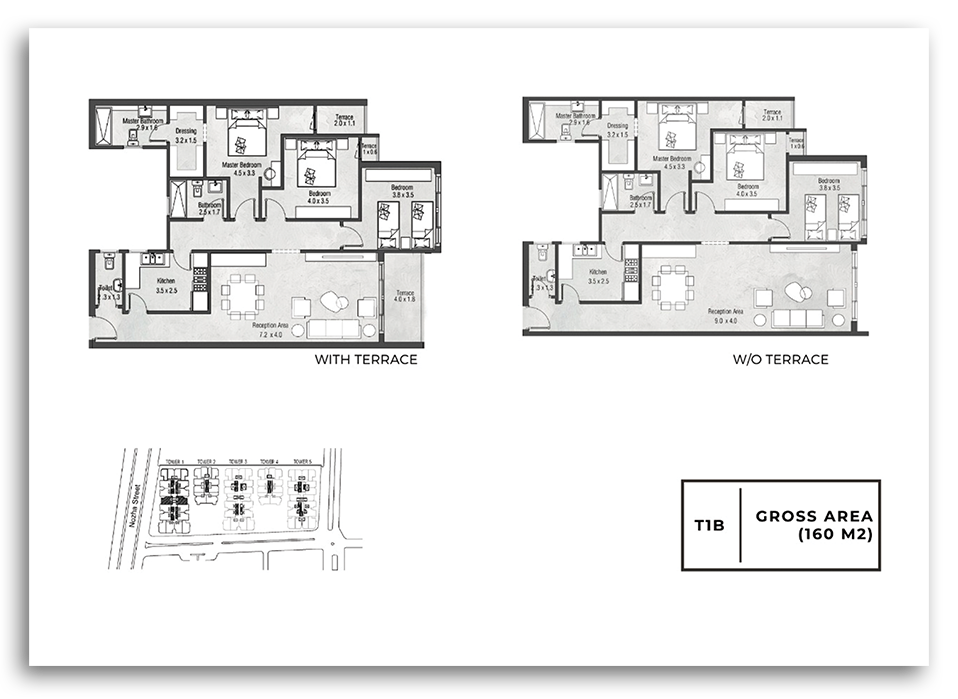 Master Bathroom
2.9 x 1.6
Dressing
3.2 x 1.5
Terrace
2.0 x 1.1
Master Bedroom
4.5 x 3.3
Terrace
1 x 0.6
Bedroom
4.0 x 3.5
Bedroom
3.8 x 3.5
Bathroom
2.5 x 1.7
Toilet
2.3 x 1.3
Kitchen
3.5 x 2.5
Terrace
4.0 x 1.8
Reception Area
7.2 x 4.0
WITH TERRACE
Master Bathroom
2.9 x 1.6
Dressing
3.2 x 1.5
Terrace
2.0 x 1.1
Master Bedroom
4.5 x 3.3
Terrace
1 x 0.6
Bedroom
4.0 x 3.5
Bedroom
3.8 x 3.5
Bathroom
2.5 x 1.7
Toilet
2.3 x 1.3
Kitchen
3.5 x 2.5
Reception Area
9.0 x 4.0
W/O TERRACE
TOWER 1 TOWER 2 TOWER 3 TOWER 4 TOWER 5
Nozha Street
T1B
GROSS AREA
(160 M2)